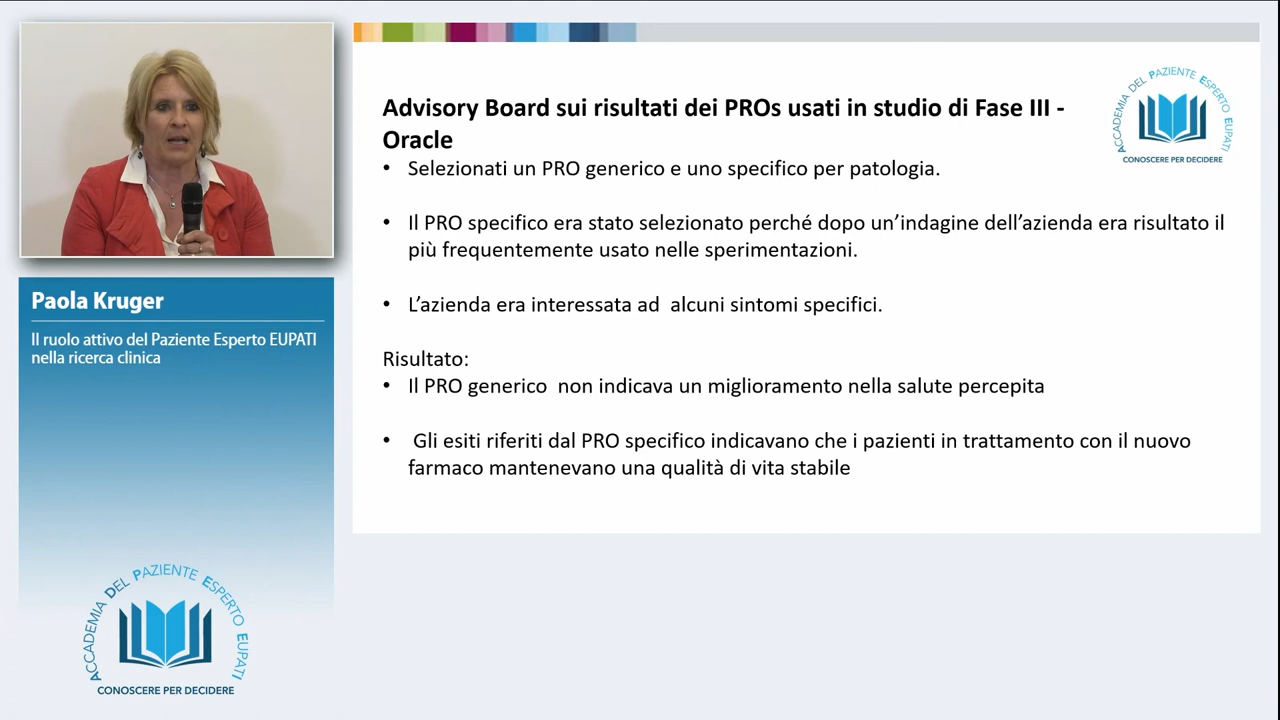 Advisory Board sui risultati dei PROs usati in studio di Fase III -
Oracle
• Selezionati un PRO generico e uno specifico per patologia.
• Il PRO specifico era stato selezionato perché dopo un’indagine dell’azienda era risultato il
più frequentemente usato nelle sperimentazioni.
• L’azienda era interessata ad  alcuni sintomi specifici.
Risultato:
• Il PRO generico  non indicava un miglioramento nella salute percepita
•  Gli esiti riferiti dal PRO specifico indicavano che i pazienti in trattamento con il nuovo
farmaco mantenevano una qualità di vita stabile
ACCADEMIA DEL PAZIENTE ESPERTO EUPATI
CONOSCERE PER DECIDERE
Paola Kruger
Il ruolo attivo del Paziente Esperto EUPATI
nella ricerca clinica
ACCADEMIA DEL PAZIENTE ESPERTO EUPATI
CONOSCERE PER DECIDERE